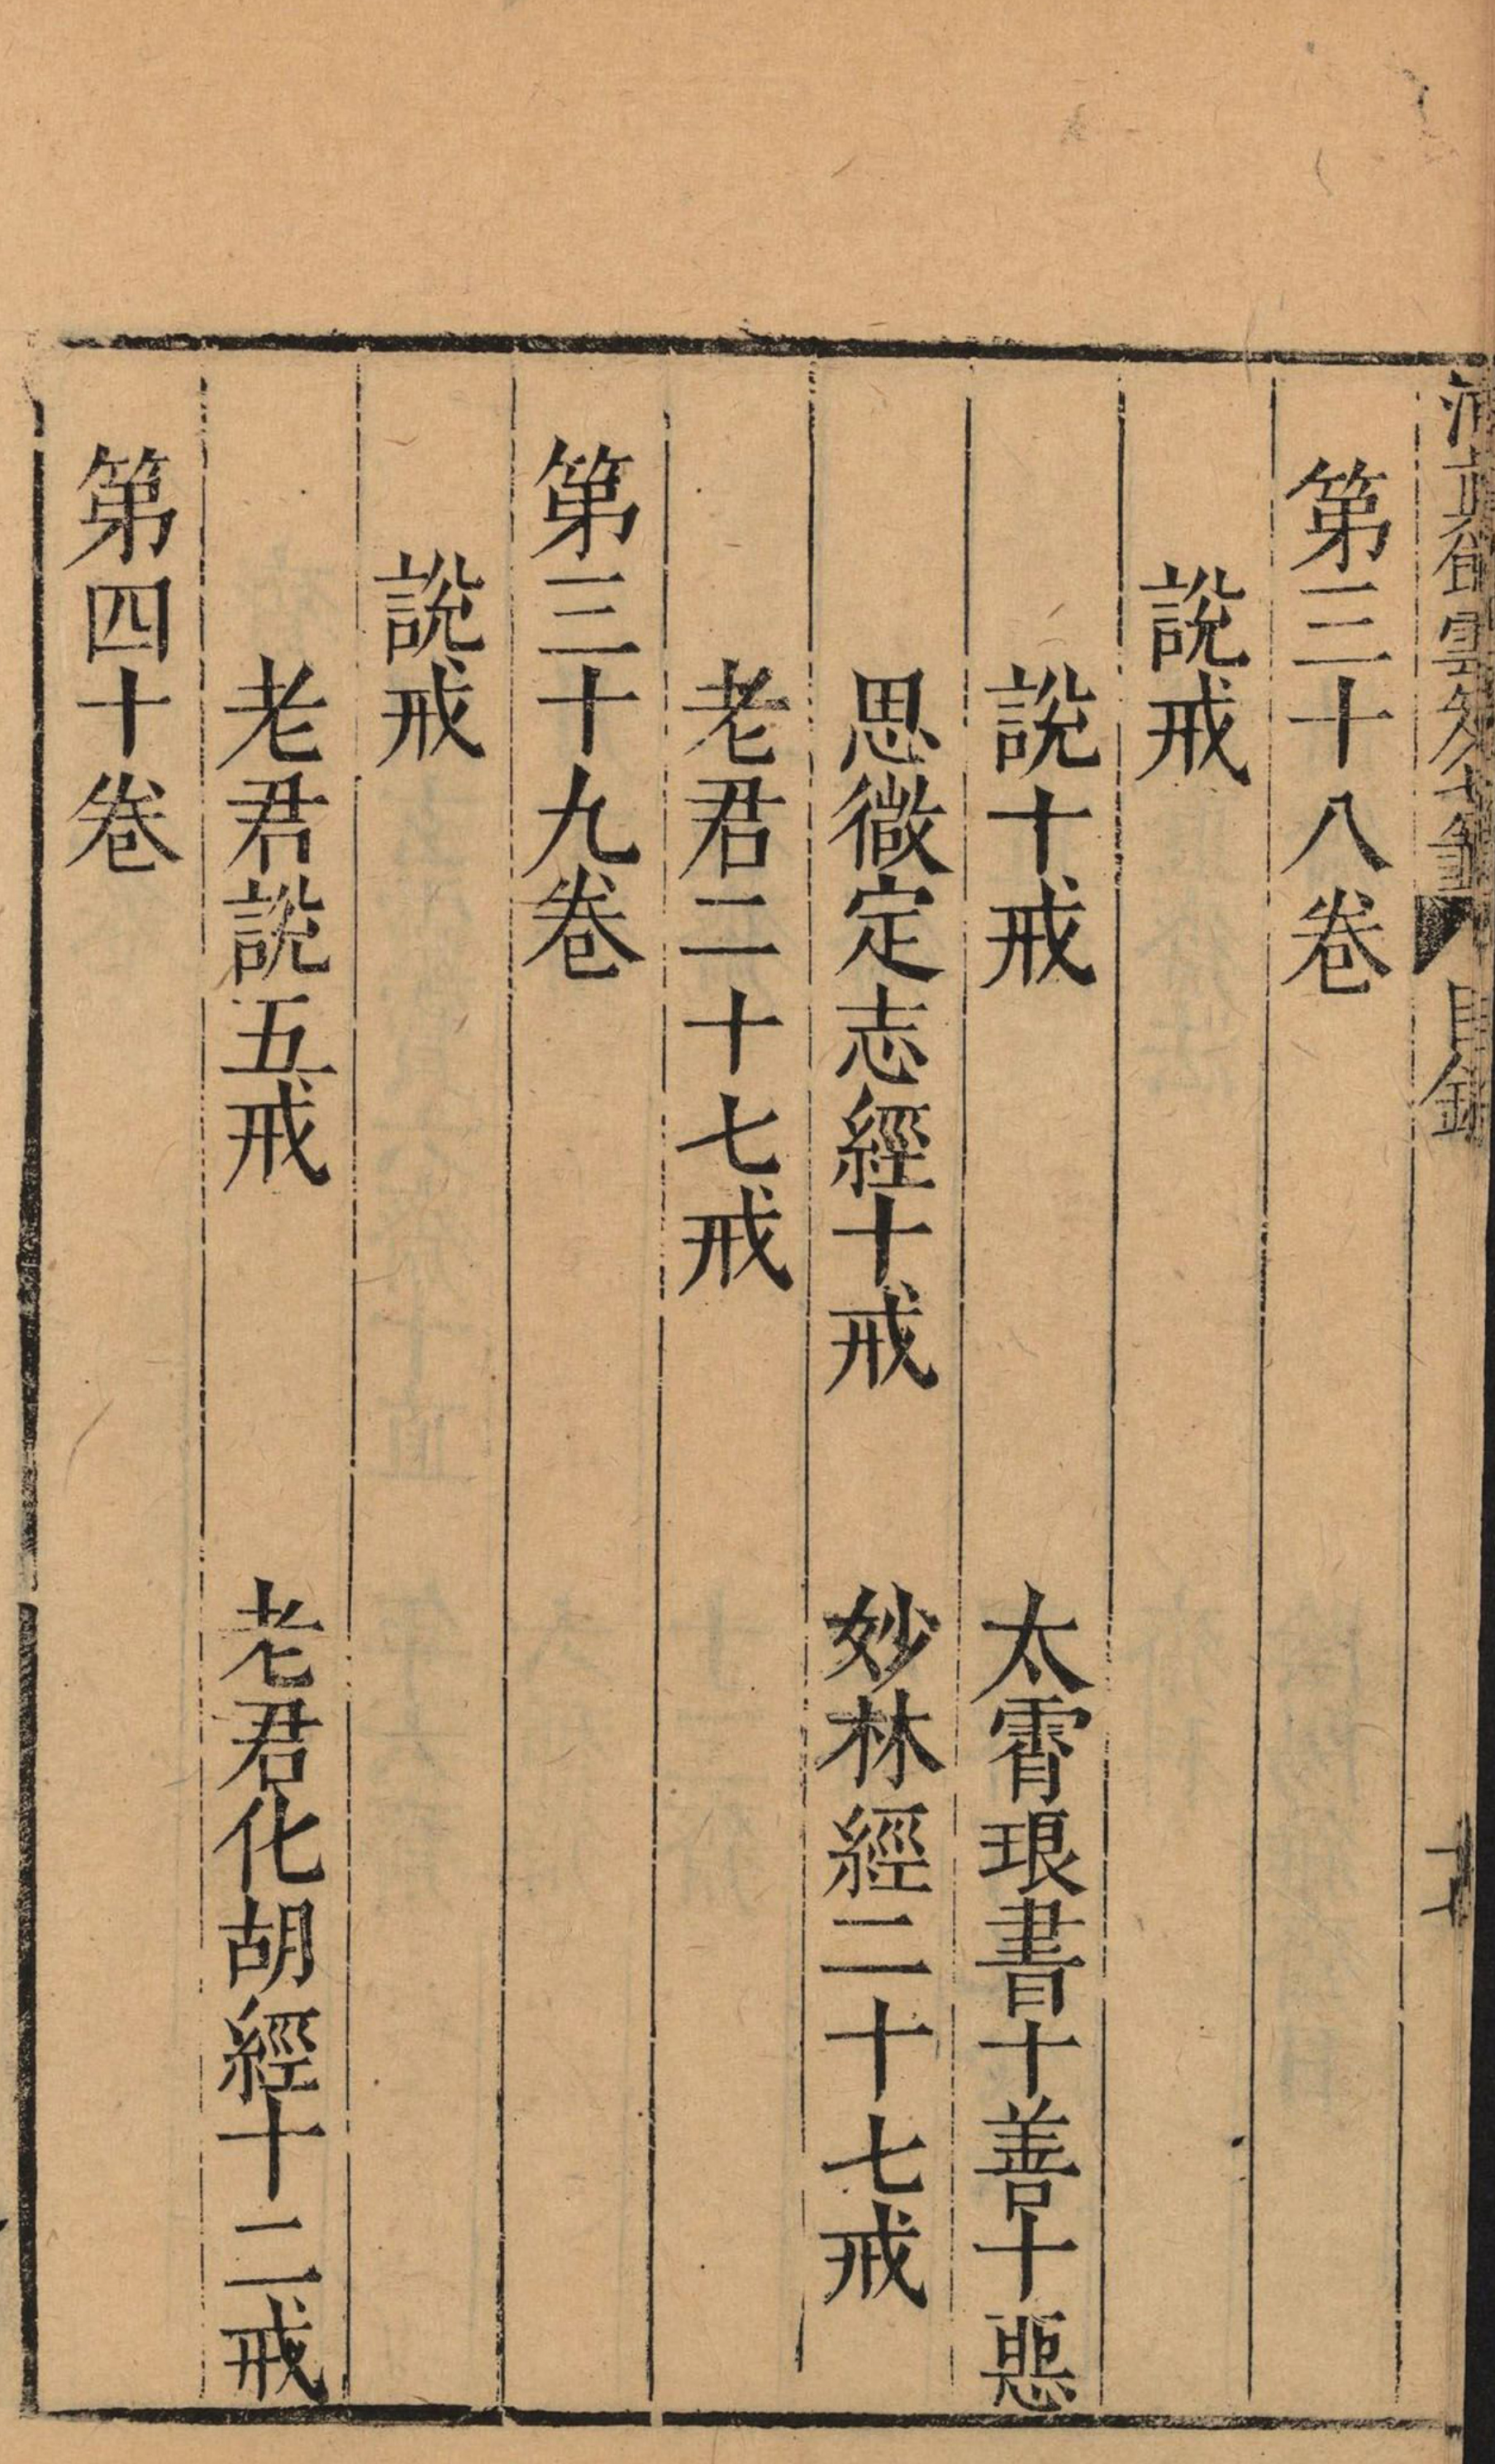 清真館雲笈七籤 目錄
第三十八卷
說戒
說十戒 太霄琅書十善十惡
思微定志經十戒 妙林經二十七戒
老君二十七戒
第三十九卷
說戒
老君說五戒 老君化胡經十二戒
第四十卷